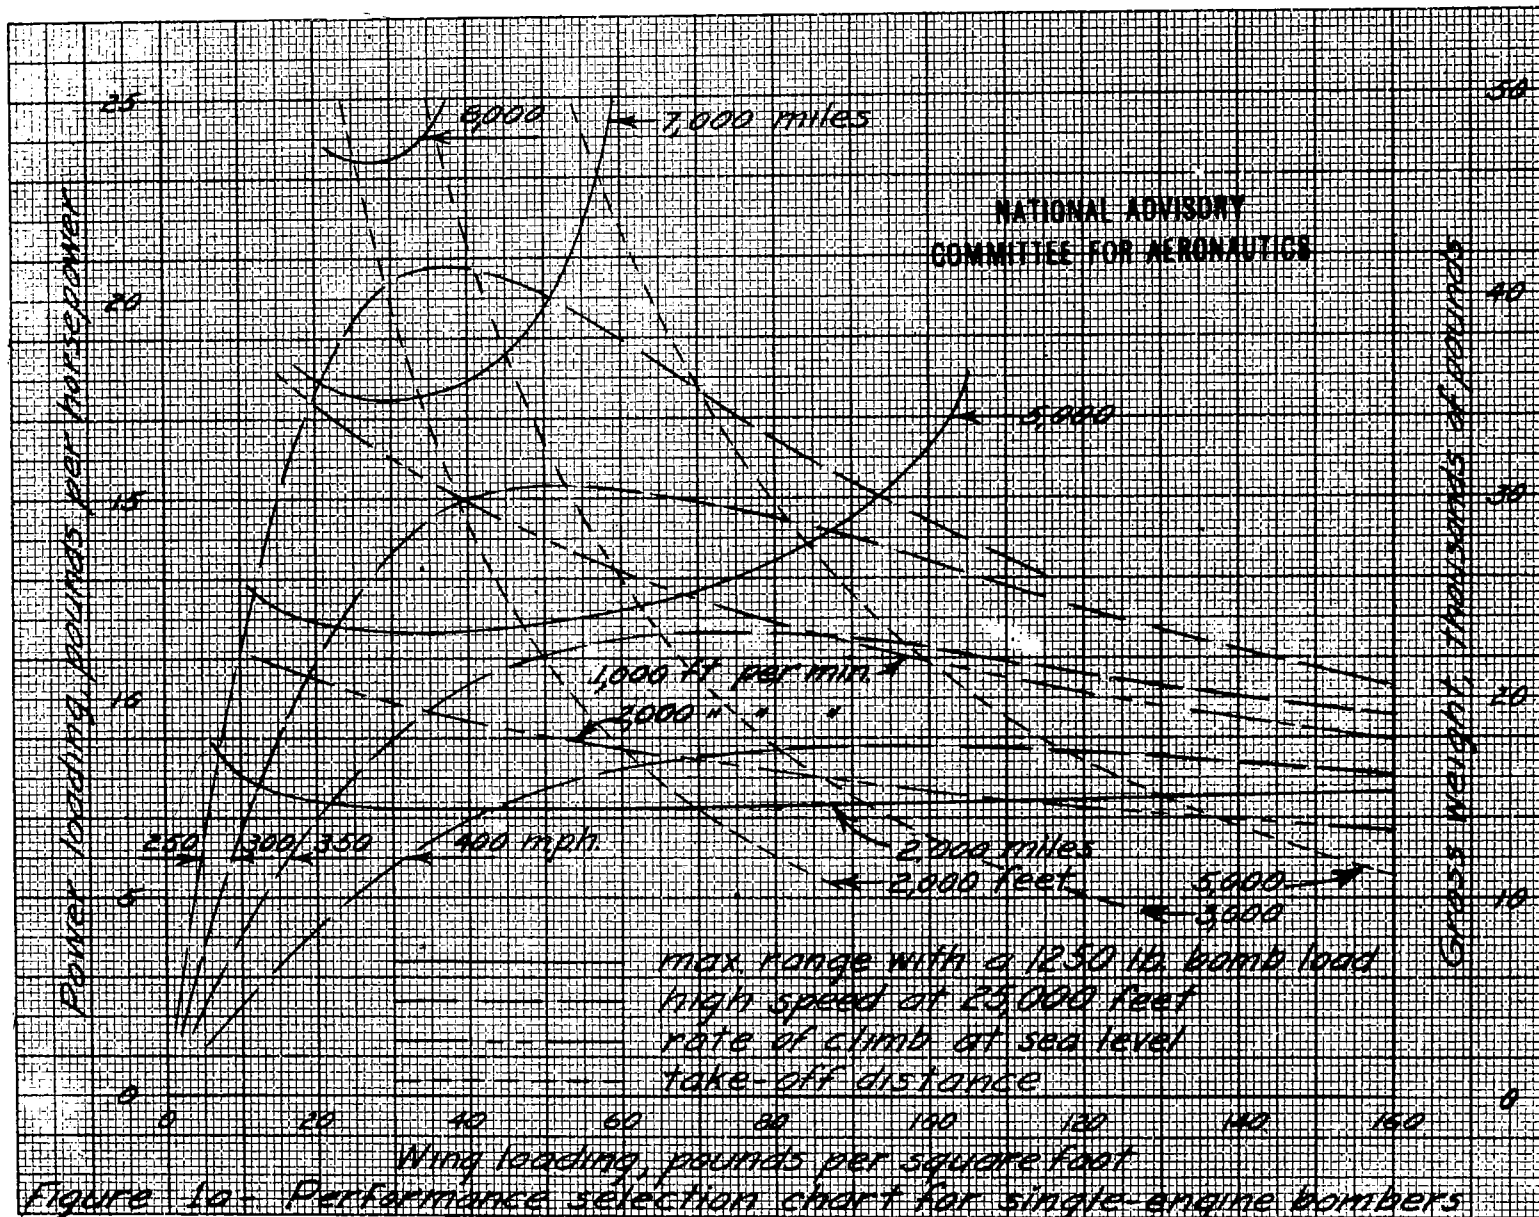 25
50
8,000
7,000 miles
NATIONAL ADVISORY
COMMITTEE FOR AERONAUTICS
20
40
5,000
15
30
1,000 ft per min.
2,000 " " "
10
20
250
300
350
400 mph.
2,000 miles
2,000 feet
5,000
3,000
5
10
max. range with a 1250 lb. bomb load
high speed at 25,000 feet
rate of climb at sea level
take-off distance
0
0
0 20 40 60 80 100 120 140 160
Power loading, pounds per horsepower
Gross weight, thousands of pounds
Wing loading, pounds per square foot
Figure 1a- Performance selection chart for single-engine bombers